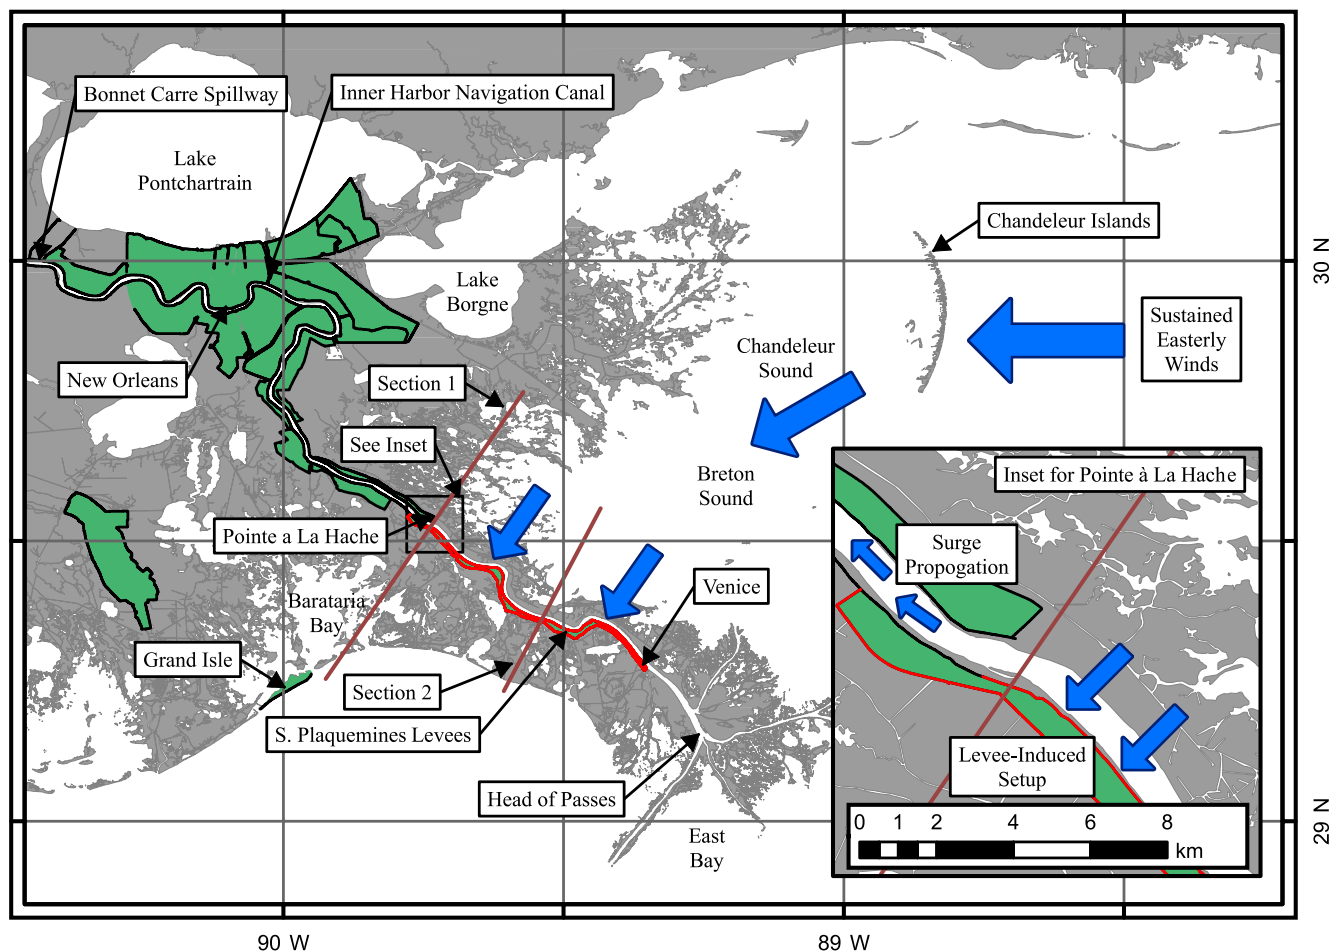 Bonnet Carre Spillway
Inner Harbor Navigation Canal
Lake
Pontchartrain
Chandeleur Islands
30 N
Lake
Borgne
Sustained
Easterly
Winds
Chandeleur
Sound
New Orleans
Section 1
See Inset
Breton
Sound
Inset for Pointe à La Hache
Pointe a La Hache
Surge
Propogation
Venice
Barataria
Bay
Grand Isle
Section 2
S. Plaquemines Levees
Levee-Induced
Setup
Head of Passes
East
Bay
0 1 2 4 6 8
km
29 N
90 W
89 W